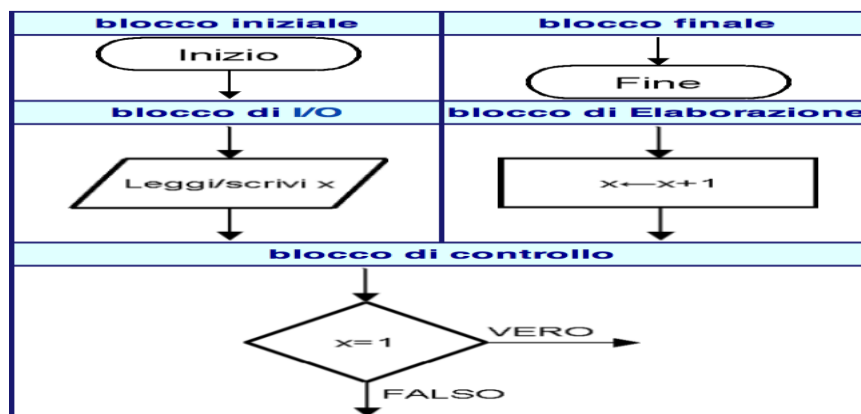 blocco iniziale
blocco finale
Inizio
Fine
blocco di I/O
blocco di Elaborazione
Leggi/scrivi x
x←x+1
blocco di controllo
x=1
VERO
FALSO